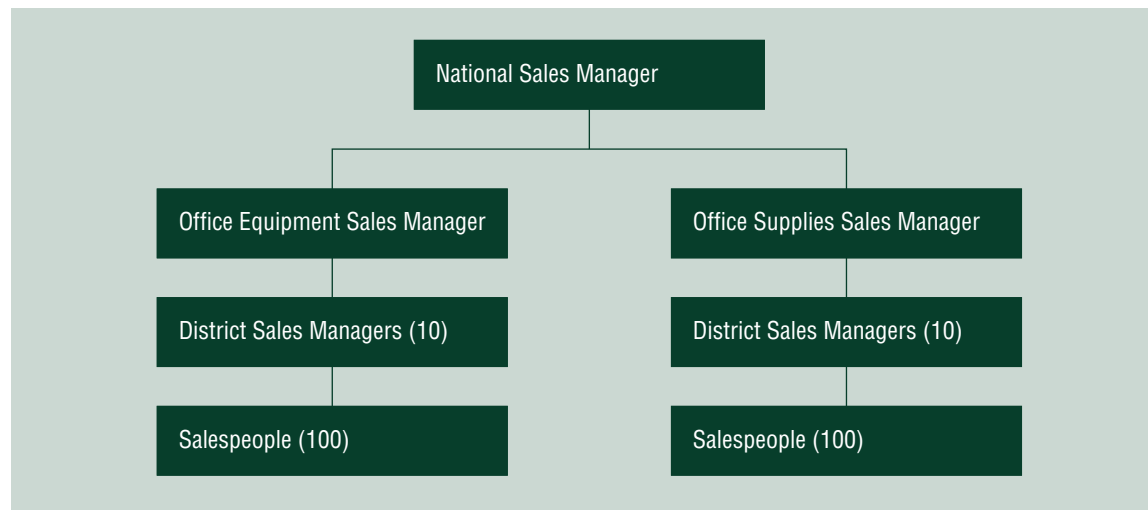 National Sales Manager
Office Equipment Sales Manager
Office Supplies Sales Manager
District Sales Managers (10)
District Sales Managers (10)
Salespeople (100)
Salespeople (100)